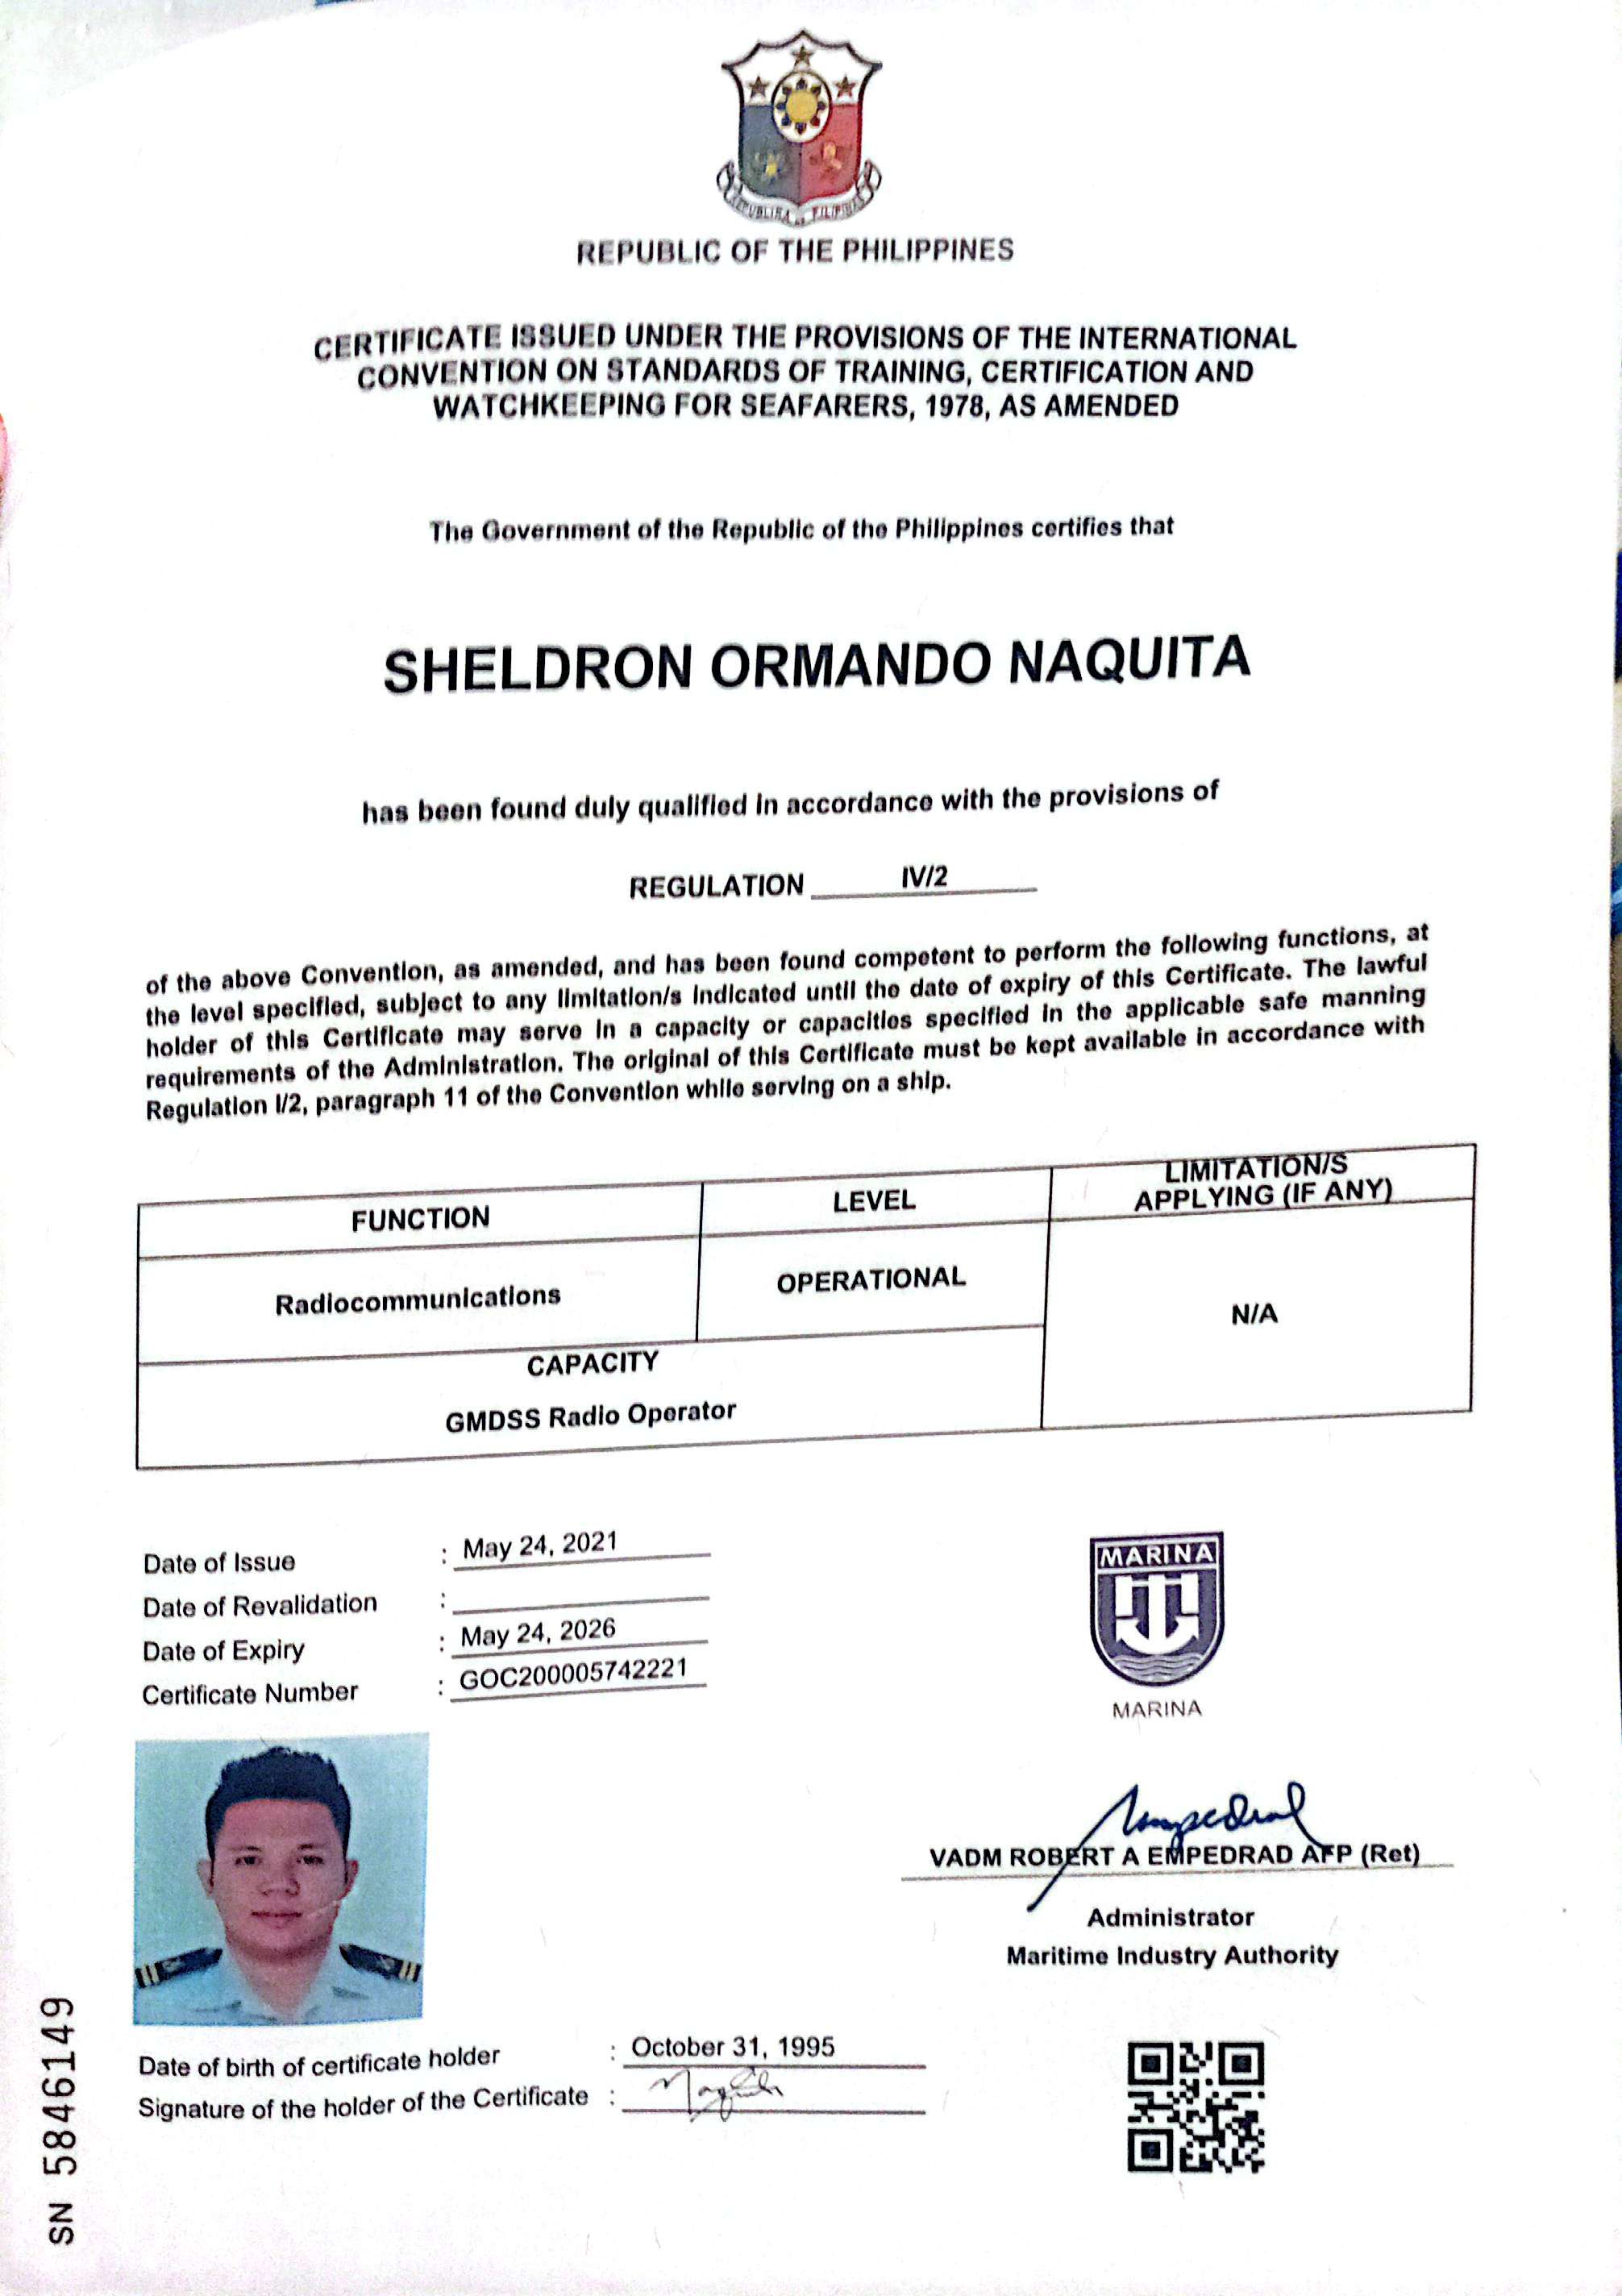 REPUBLIKA NG PILIPINAS
REPUBLIC OF THE PHILIPPINES
CERTIFICATE ISSUED UNDER THE PROVISIONS OF THE INTERNATIONAL
CONVENTION ON STANDARDS OF TRAINING, CERTIFICATION AND
WATCHKEEPING FOR SEAFARERS, 1978, AS AMENDED
The Government of the Republic of the Philippines certifies that
SHELDRON ORMANDO NAQUITA
has been found duly qualified in accordance with the provisions of
REGULATION IV/2
of the above Convention, as amended, and has been found competent to perform the following functions, at
the level specified, subject to any limitation/s indicated until the date of expiry of this Certificate. The lawful
holder of this Certificate may serve in a capacity or capacities specified in the applicable safe manning
requirements of the Administration. The original of this Certificate must be kept available in accordance with
Regulation I/2, paragraph 11 of the Convention while serving on a ship.
FUNCTION LEVEL LIMITATION/S
APPLYING (IF ANY)
Radiocommunications OPERATIONAL N/A
CAPACITY
GMDSS Radio Operator
Date of Issue : May 24, 2021
Date of Revalidation :
Date of Expiry : May 24, 2026
Certificate Number : GOC200005742221
MARINA
MARINA
VADM ROBERT A EMPEDRAD AFP (Ret)
Administrator
Maritime Industry Authority
Date of birth of certificate holder : October 31, 1995
Signature of the holder of the Certificate :
SN 5846149